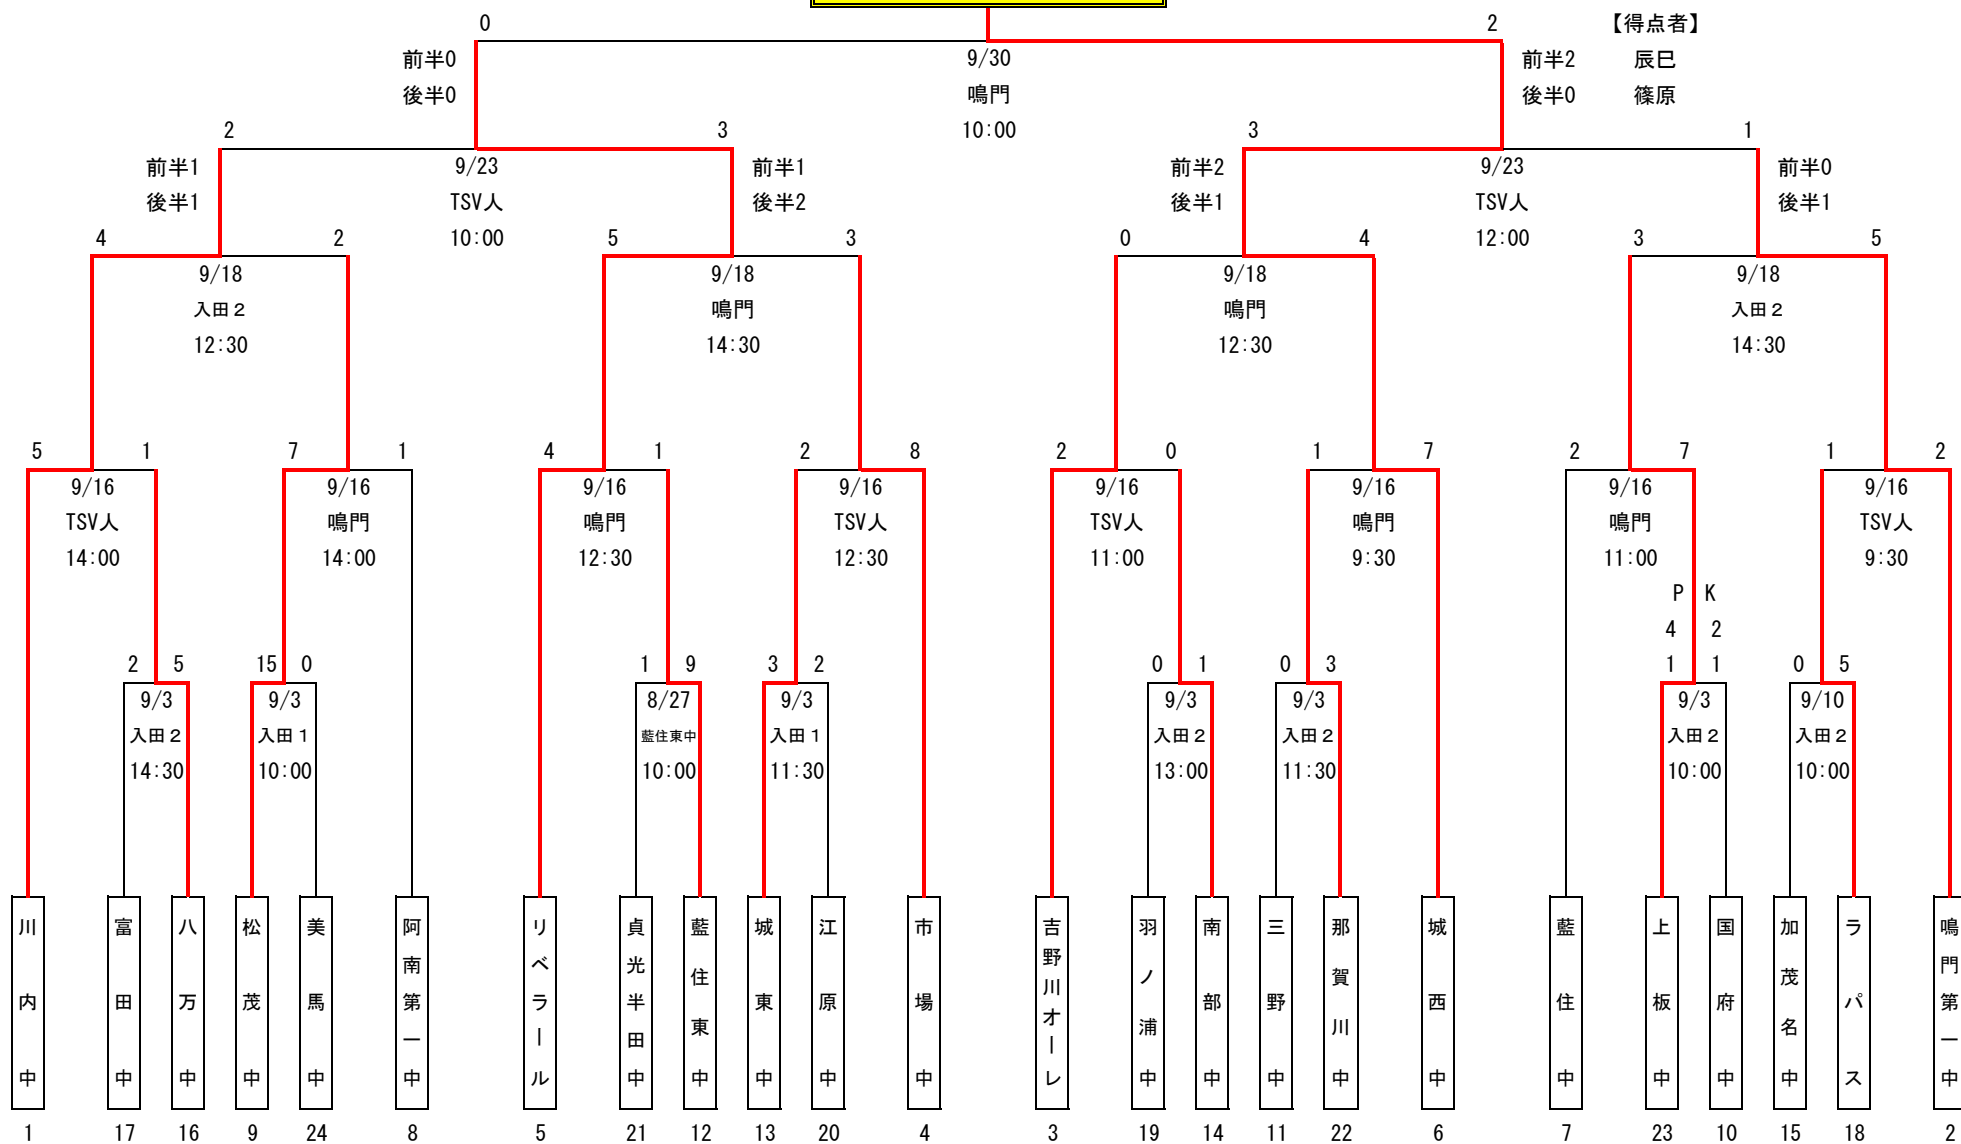 0 2 【得点者】
前半0 9/30 前半2 辰巳
後半0 鳴門 後半0 篠原
2 3 10:00 3 1
前半1 9/23 前半1 前半2 9/23 前半0
後半1 TSV人 後半2 後半1 TSV人 後半1
4 2 10:00 5 3 0 4 12:00 3 5
9/18 9/18 9/18 9/18
入田2 鳴門 鳴門 入田2
12:30 14:30 12:30 14:30
5 1 7 1 4 1 2 8 2 0 1 7 2 7 1 2
9/16 9/16 9/16 9/16 9/16 9/16 9/16 9/16
TSV人 鳴門 鳴門 TSV人 TSV人 鳴門 鳴門 TSV人
14:00 14:00 12:30 12:30 11:00 9:30 11:00 9:30
P K
4 2
2 5 15 0 1 9 3 2 0 1 0 3 1 1 0 5
9/3 9/3 8/27 9/3 9/3 9/3 9/3 9/10
入田2 入田1 藍住東中 入田1 入田2 入田2 入田2 入田2
14:30 10:00 10:00 11:30 13:00 11:30 10:00 10:00
川内中
富田中
八万中
松茂中
美馬中
阿南第一中
リベラール
貞光半田中
藍住東中
城東中
江原中
市場中
吉野川オーレ
羽ノ浦中
南部中
三野中
那賀川中
城西中
藍住中
上板中
国府中
加茂名中
ラパス
鳴門第一中
1 17 16 9 24 8 5 21 12 13 20 4 3 19 14 11 22 6 7 23 10 15 18 2